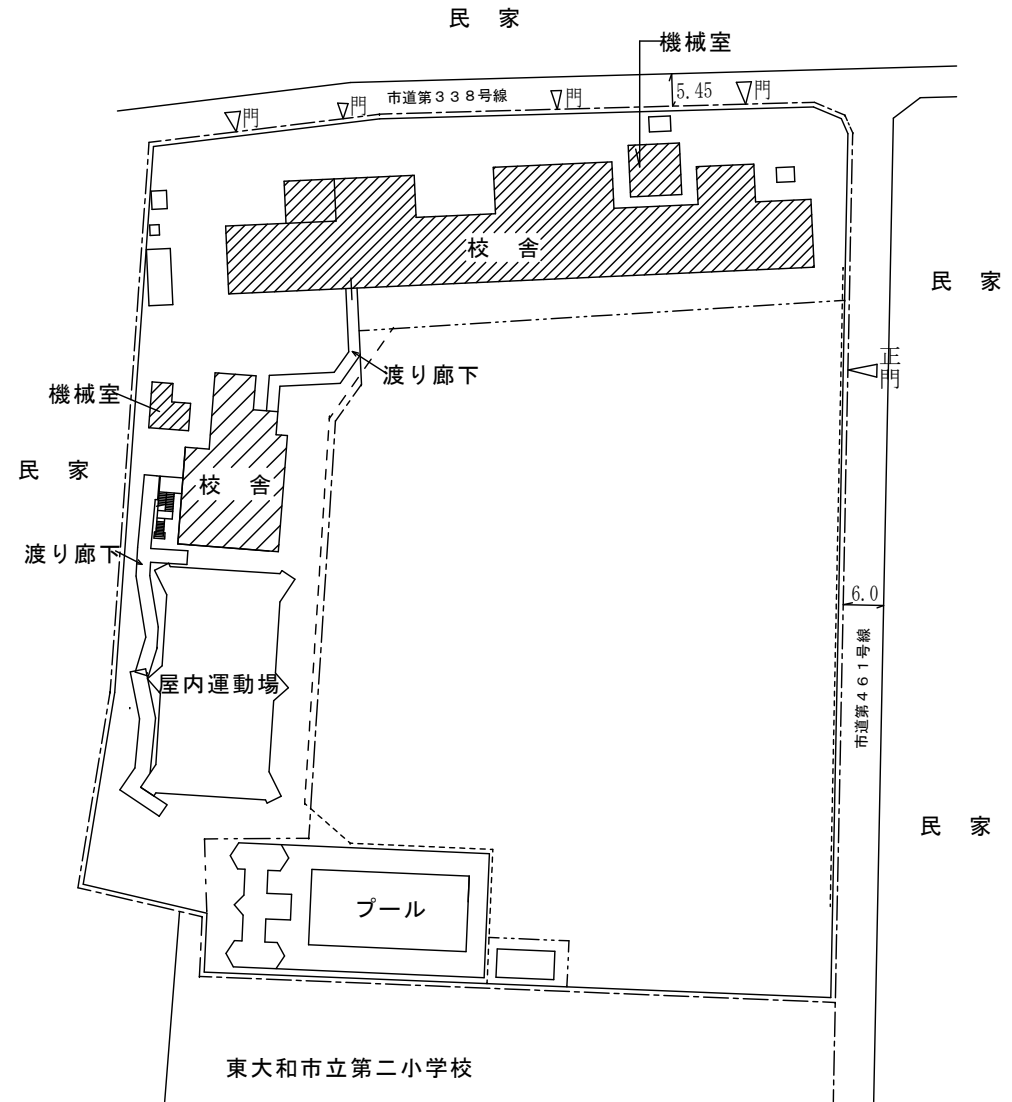 民 家
機械室
市道第３３８号線
5.45
門
門
門
門
校 舎
民 家
正門
渡り廊下
機械室
民 家
校 舎
渡り廊下
6.0
市道第４６１号線
屋内運動場
民 家
プール
東大和市立第二小学校